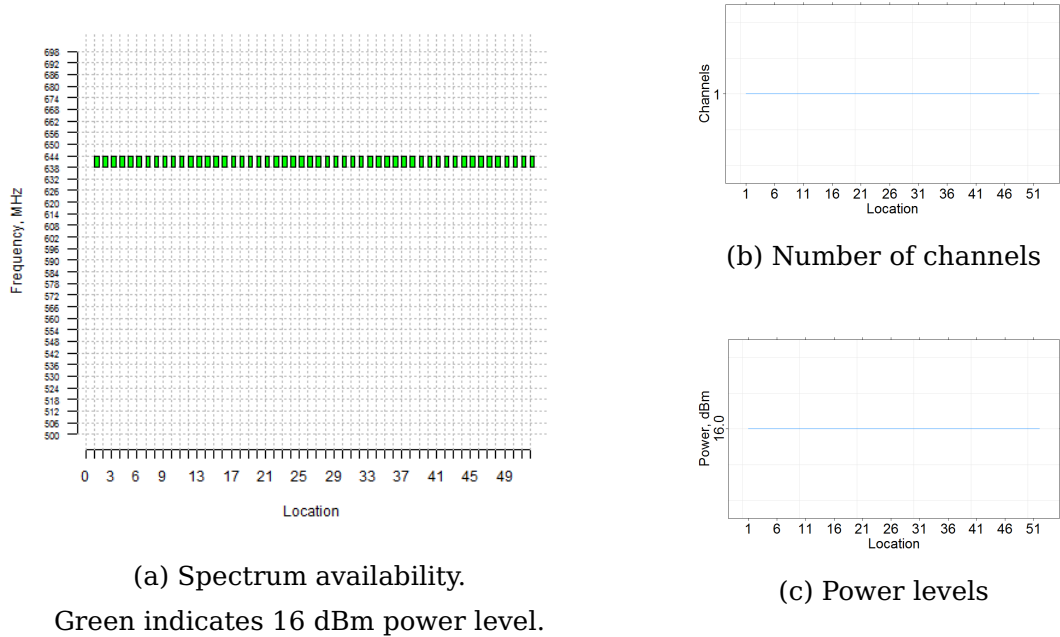 698
692
686
680
674
668
662
656
650
644
638
632
626
620
614
608
602
596
590
584
578
572
566
560
554
548
542
536
530
524
518
512
506
500
Frequency, MHz
0 3 6 9 13 17 21 25 29 33 37 41 45 49
Location
(a) Spectrum availability.
Green indicates 16 dBm power level.
Channels
1
1 6 11 16 21 26 31 36 41 46 51
Location
(b) Number of channels
Power, dBm
16.0
1 6 11 16 21 26 31 36 41 46 51
Location
(c) Power levels